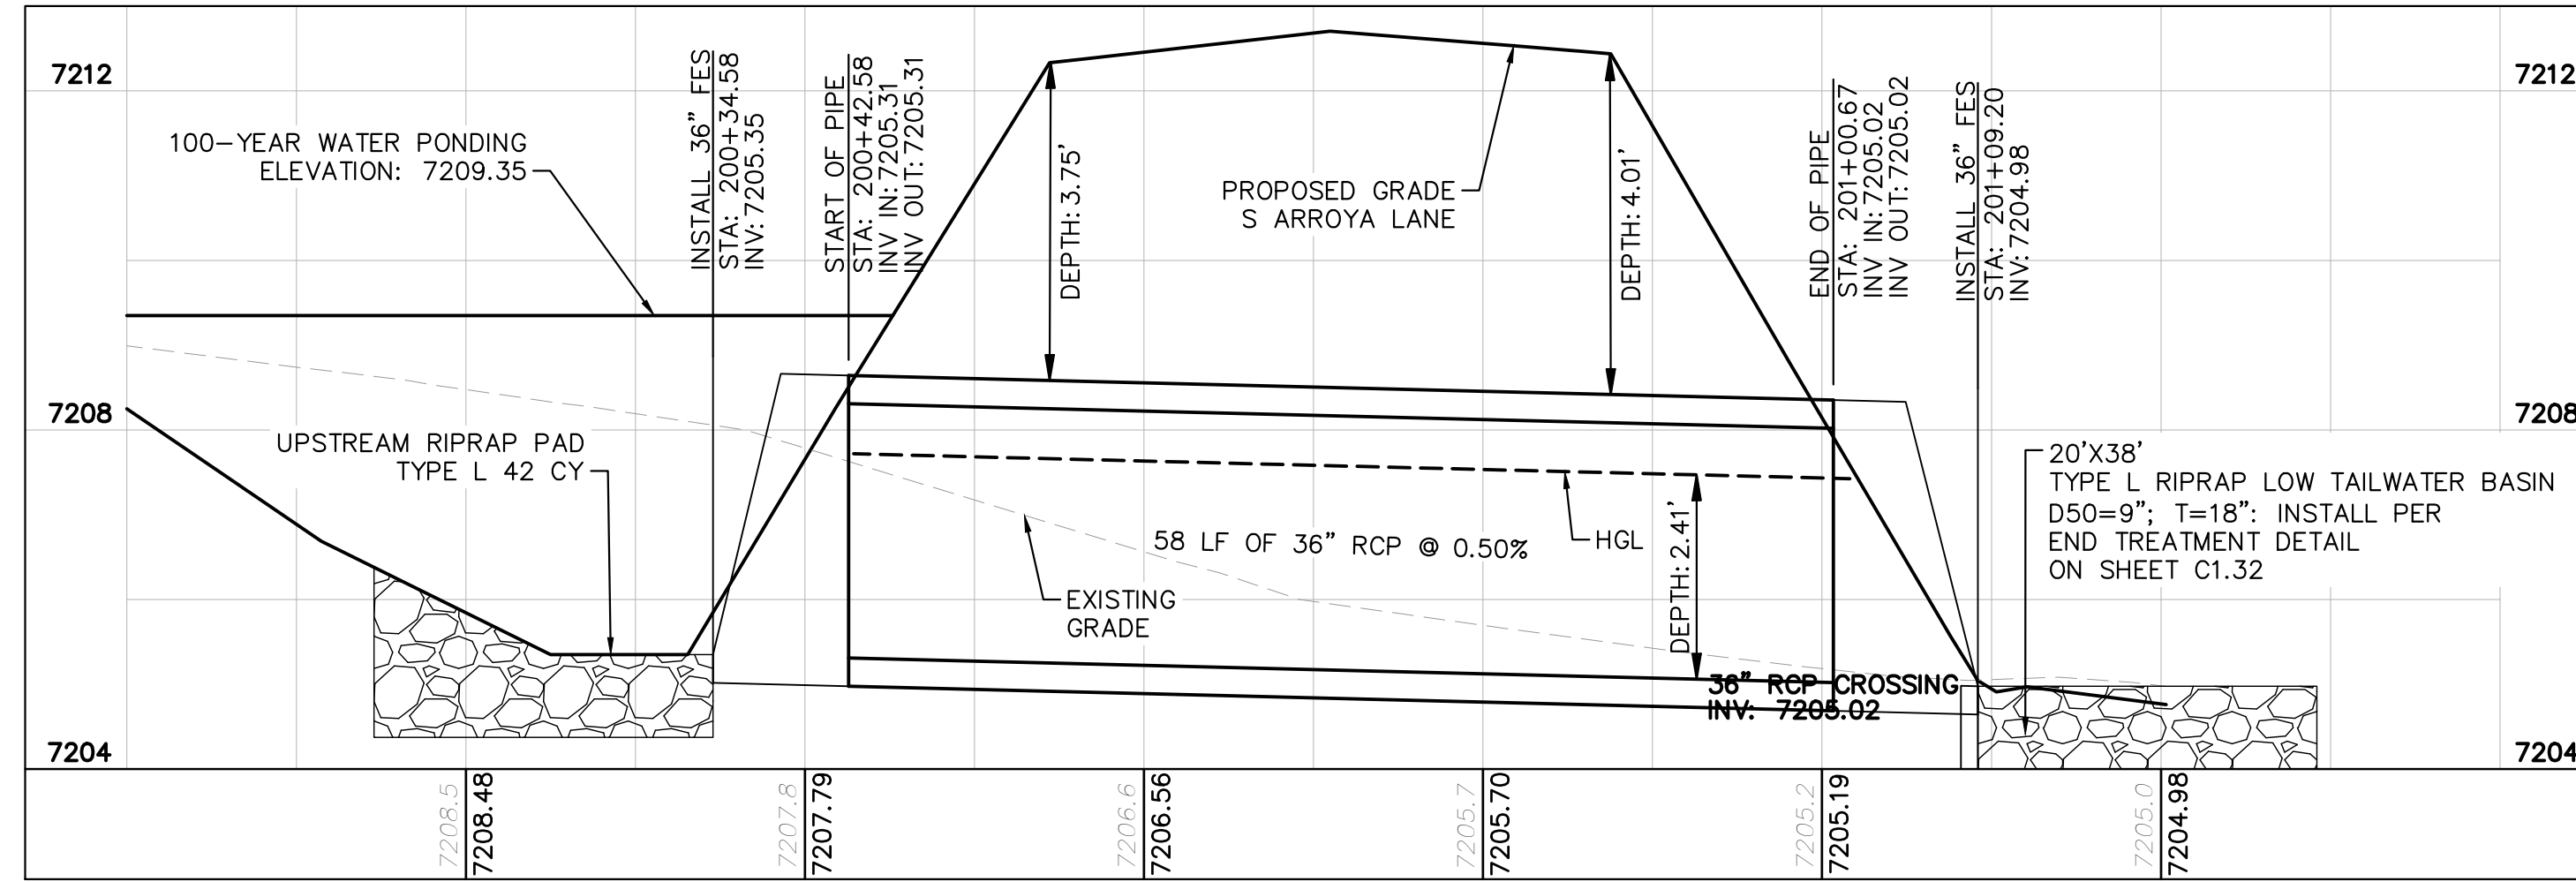 7212
7212
100-YEAR WATER PONDING
ELEVATION: 7209.35
INSTALL 36" FES
STA: 200+34.58
INV: 7205.35
START OF PIPE
STA: 200+42.58
INV IN: 7205.31
INV OUT: 7205.31
DEPTH: 3.75'
PROPOSED GRADE
S ARROYA LANE
DEPTH: 4.01'
END OF PIPE
STA: 201+00.67
INV IN: 7205.02
INV OUT: 7205.02
INSTALL 36" FES
STA: 201+09.20
INV: 7204.98
7208
7208
UPSTREAM RIPRAP PAD
TYPE L 42 CY
58 LF OF 36" RCP @ 0.50%
HGL
DEPTH: 2.41'
EXISTING
GRADE
20'X38'
TYPE L RIPRAP LOW TAILWATER BASIN
D50=9"; T=18": INSTALL PER
END TREATMENT DETAIL
ON SHEET C1.32
36" RCP CROSSING
INV: 7205.02
7204
7204
7208.5
7208.48
7207.8
7207.79
7206.6
7206.56
7205.7
7205.70
7205.2
7205.19
7205.0
7204.98